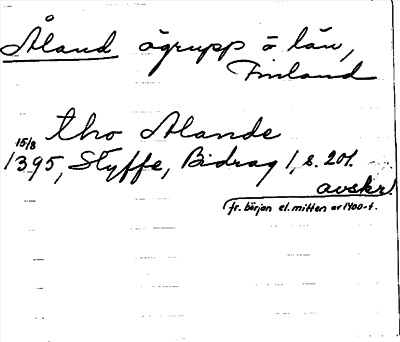 Åland ögrupp o län,
Finland
tho Alande
15/8
1395, Styffe, Bidrag 1, s. 201.
avskr.
fr. början el. mitten av 1400-t.